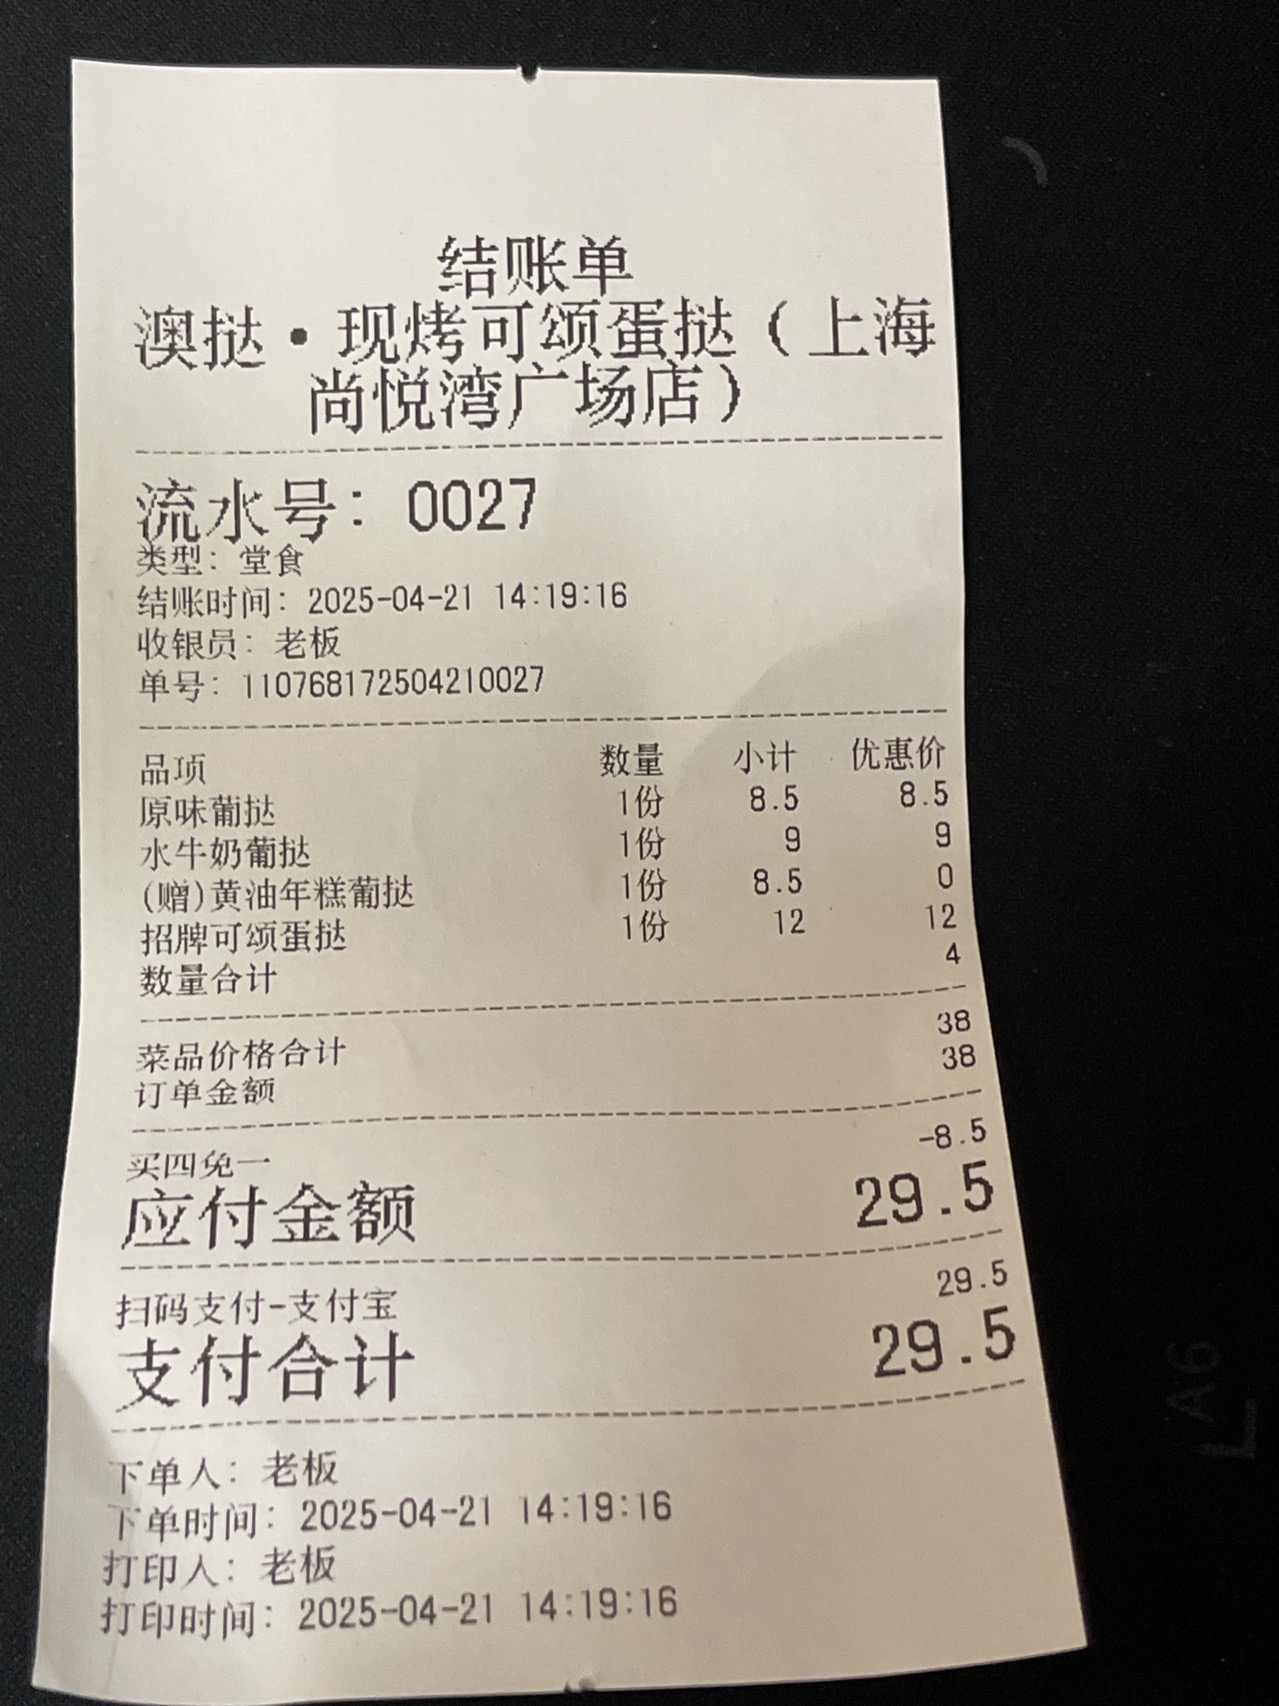 结账单
澳挞·现烤可颂蛋挞(上海
尚悦湾广场店)
流水号: 0027
类型: 堂食
结账时间: 2025-04-21 14:19:16
收银员: 老板
单号: 110768172504210027
品项 数量 小计 优惠价
原味葡挞 1份 8.5 8.5
水牛奶葡挞 1份 9 9
(赠)黄油年糕葡挞 1份 8.5 0
招牌可颂蛋挞 1份 12 12
数量合计 4
菜品价格合计 38
订单金额 38
买四免一 -8.5
应付金额 29.5
扫码支付-支付宝 29.5
支付合计 29.5
下单人: 老板
下单时间: 2025-04-21 14:19:16
打印人: 老板
打印时间: 2025-04-21 14:19:16
A6